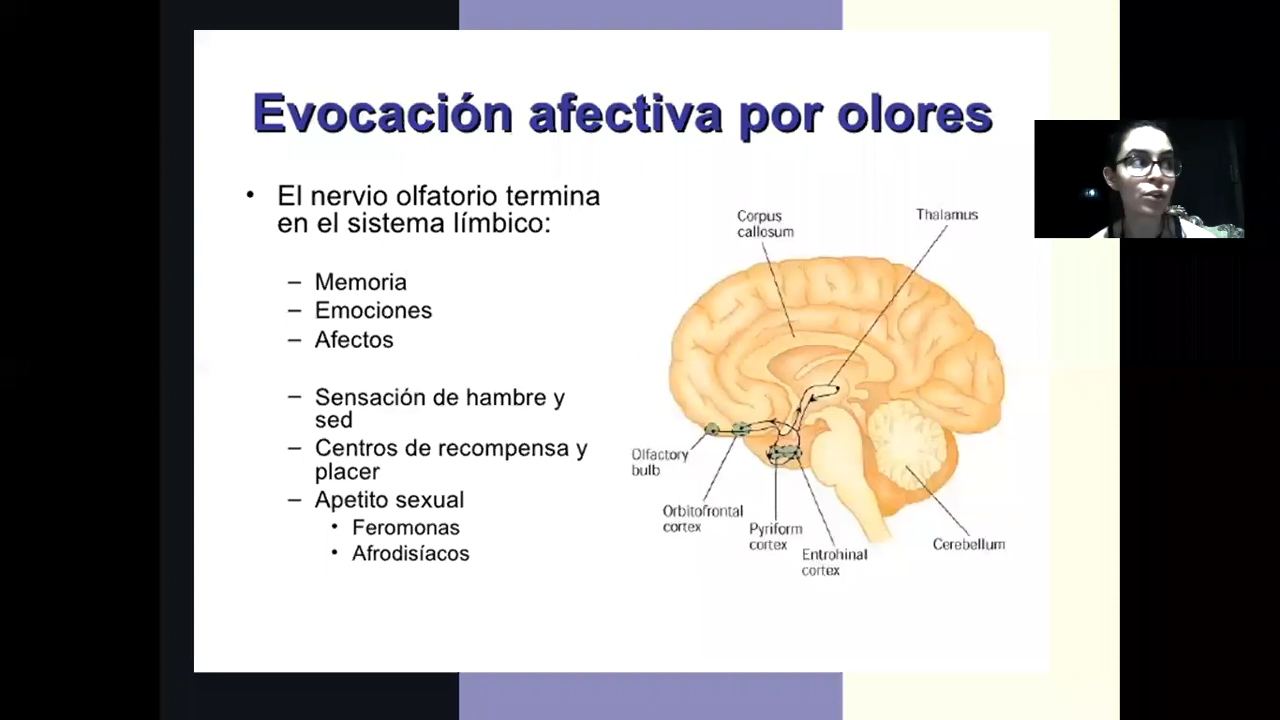 Evocación afectiva por olores
• El nervio olfatorio termina
en el sistema límbico:
– Memoria
– Emociones
– Afectos
– Sensación de hambre y
sed
– Centros de recompensa y
placer
– Apetito sexual
• Feromonas
• Afrodisíacos
Corpus
callosum
Thalamus
Olfactory
bulb
Orbitofrontal
cortex
Pyriform
cortex
Entrohinal
cortex
Cerebellum